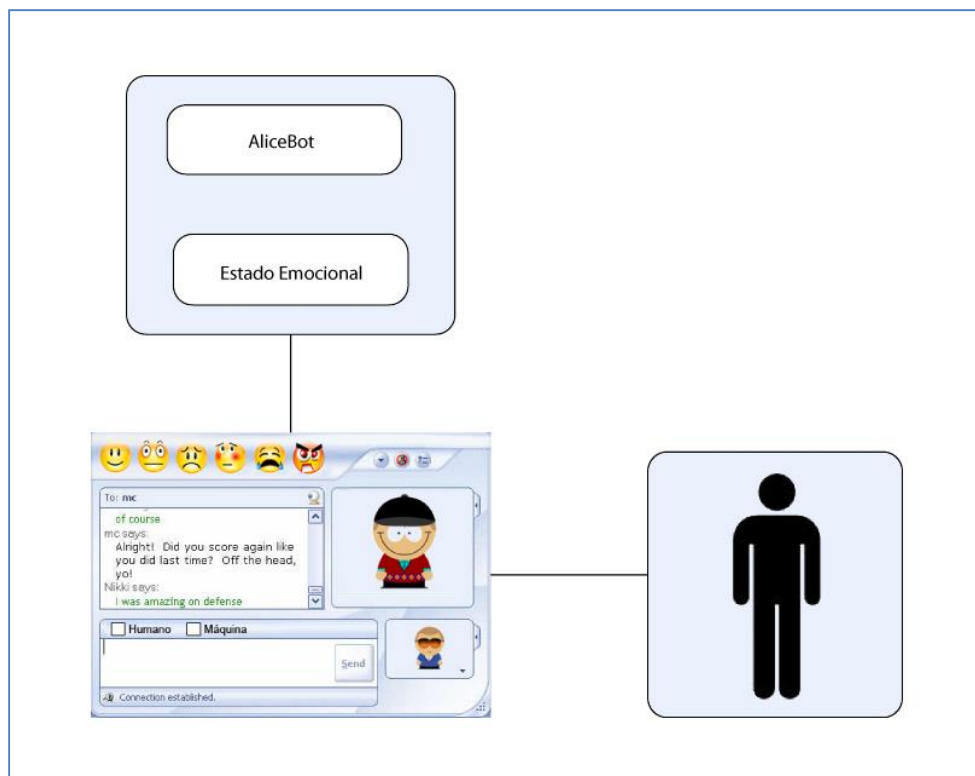 AliceBot
Estado Emocional
To: mc
of course
mc says:
Alright! Did you score again like
you did last time? Off the head,
yo!
Nikki says:
I was amazing on defense
Humano Máquina
Send
Connection established.